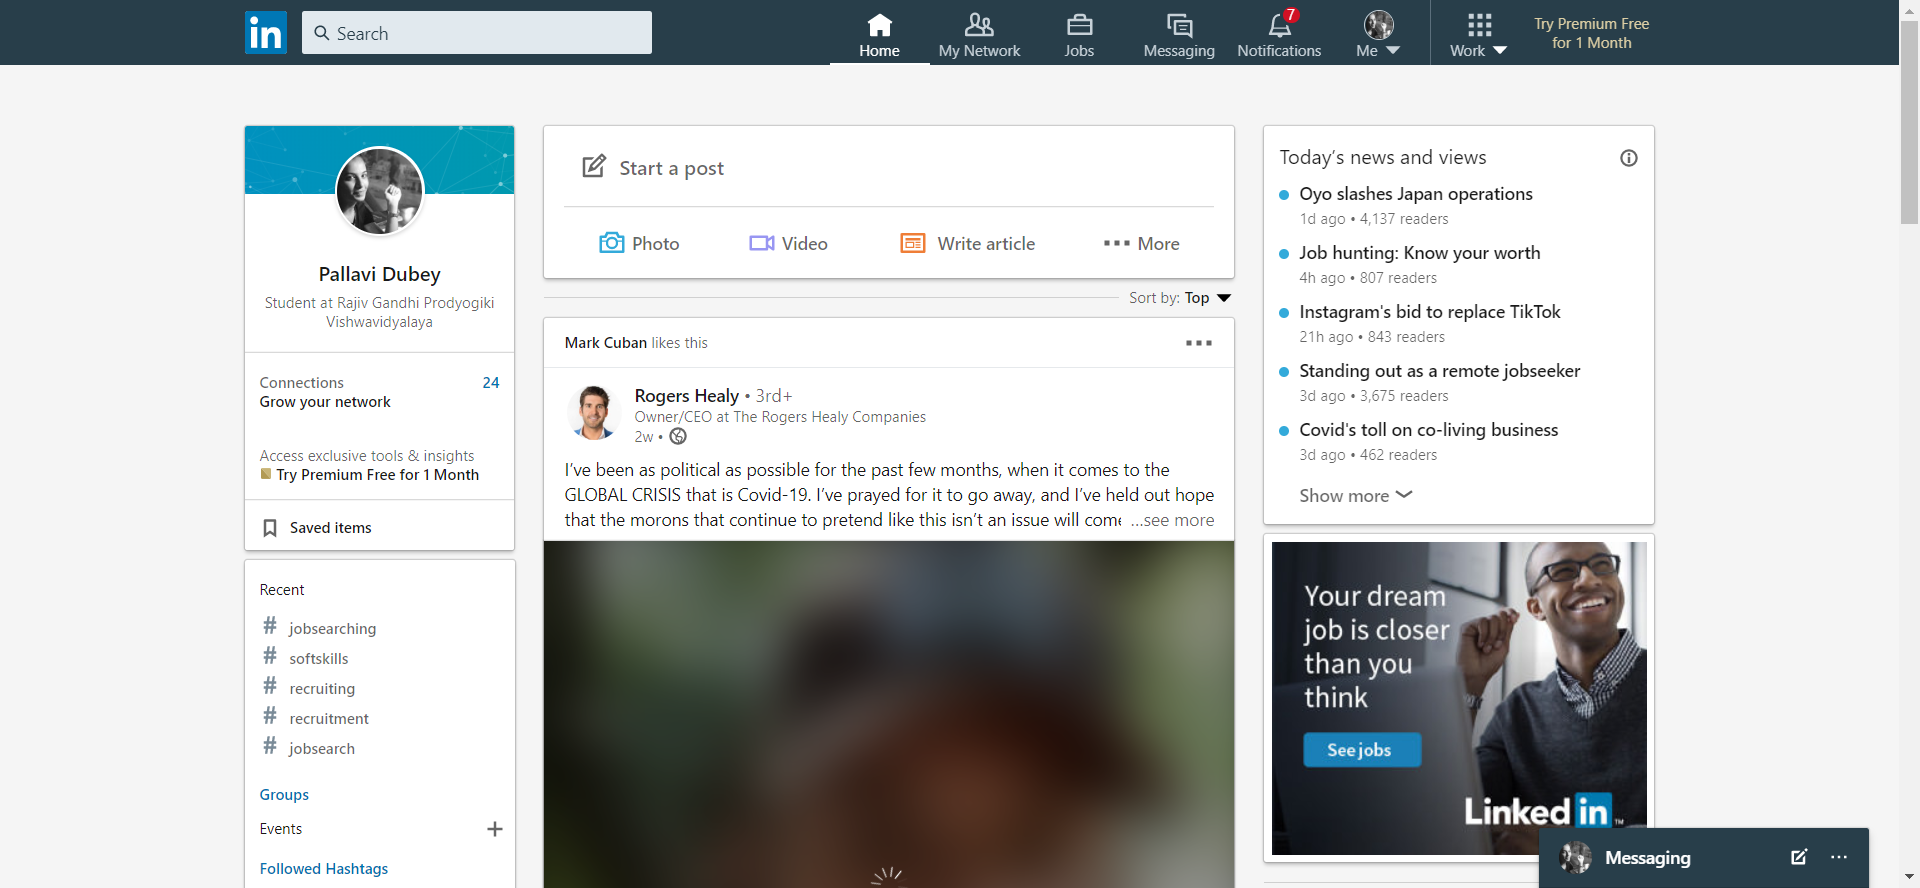 in
Search
Home
My Network
Jobs
Messaging
7
Notifications
Me
Work
Try Premium Free
for 1 Month
Pallavi Dubey
Student at Rajiv Gandhi Prodyogiki
Vishwavidyalaya
Connections 24
Grow your network
Access exclusive tools & insights
Try Premium Free for 1 Month
Saved items
Recent
# jobsearching
# softskills
# recruiting
# recruitment
# jobsearch
Groups
Events +
Followed Hashtags
Start a post
Photo Video Write article More
Sort by: Top
Mark Cuban likes this
Rogers Healy • 3rd+
Owner/CEO at The Rogers Healy Companies
2w •
I’ve been as political as possible for the past few months, when it comes to the
GLOBAL CRISIS that is Covid-19. I’ve prayed for it to go away, and I’ve held out hope
that the morons that continue to pretend like this isn’t an issue will come ...see more
Today’s news and views
Oyo slashes Japan operations
1d ago • 4,137 readers
Job hunting: Know your worth
4h ago • 807 readers
Instagram's bid to replace TikTok
21h ago • 843 readers
Standing out as a remote jobseeker
3d ago • 3,675 readers
Covid's toll on co-living business
3d ago • 462 readers
Show more
Your dream
job is closer
than you
think
See jobs
Linked in ™
Messaging